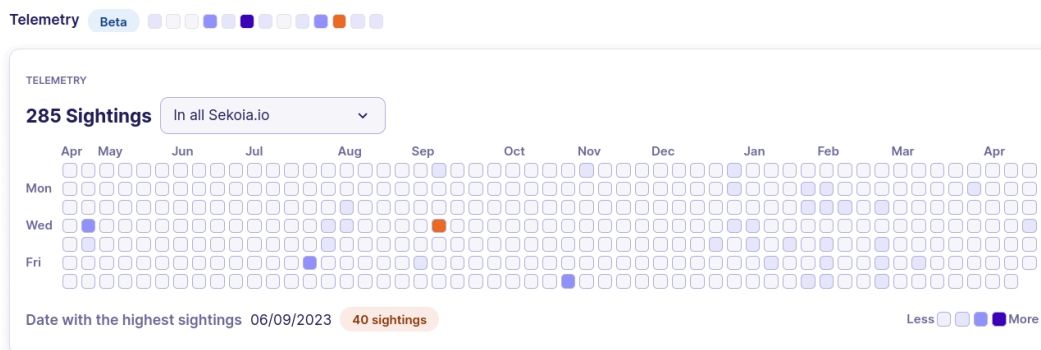 Telemetry Beta
TELEMETRY
285 Sightings In all Sekoia.io
Apr May Jun Jul Aug Sep Oct Nov Dec Jan Feb Mar Apr
Mon
Wed
Fri
Date with the highest sightings 06/09/2023 40 sightings Less More